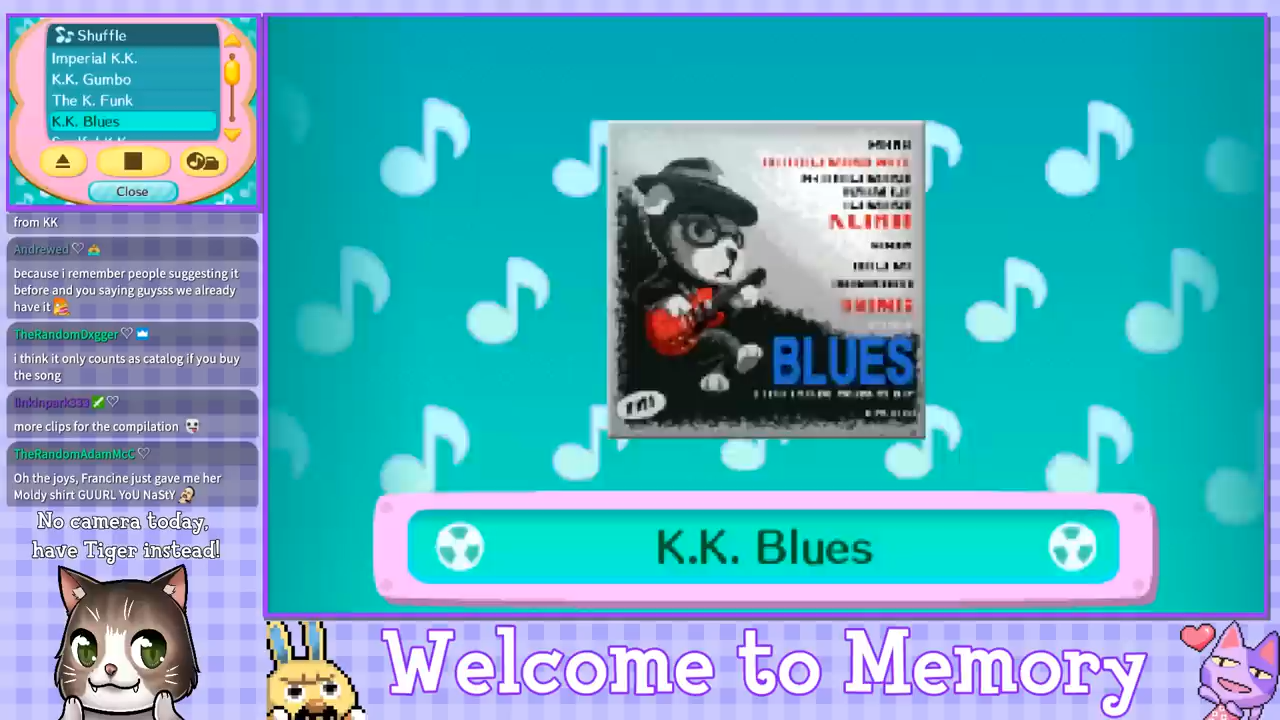 Shuffle
Imperial K.K.
K.K. Gumbo
The K. Funk
K.K. Blues
Close
from KK
Andrewed
because i remember people suggesting it
before and you saying guysss we already
have it
TheRandomDxgger
i think it only counts as catalog if you buy
the song
linkinpark339
more clips for the compilation
TheRandomAdamMcC
Oh the joys, Francine just gave me her
Moldy shirt GUURL YoU NaStY
No camera today,
have Tiger instead!
BLUES
K.K. Blues
Welcome to Memory